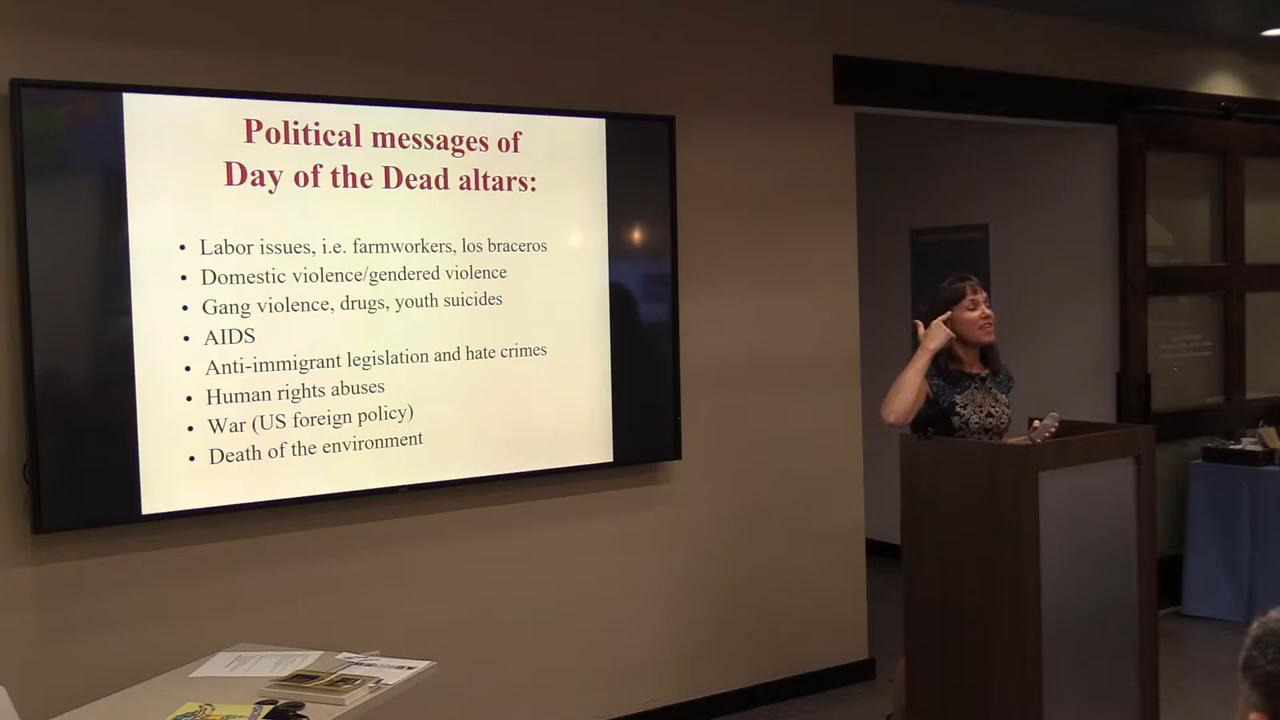 Political messages of
Day of the Dead altars:
• Labor issues, i.e. farmworkers, los braceros
• Domestic violence/gendered violence
• Gang violence, drugs, youth suicides
• AIDS
• Anti-immigrant legislation and hate crimes
• Human rights abuses
• War (US foreign policy)
• Death of the environment